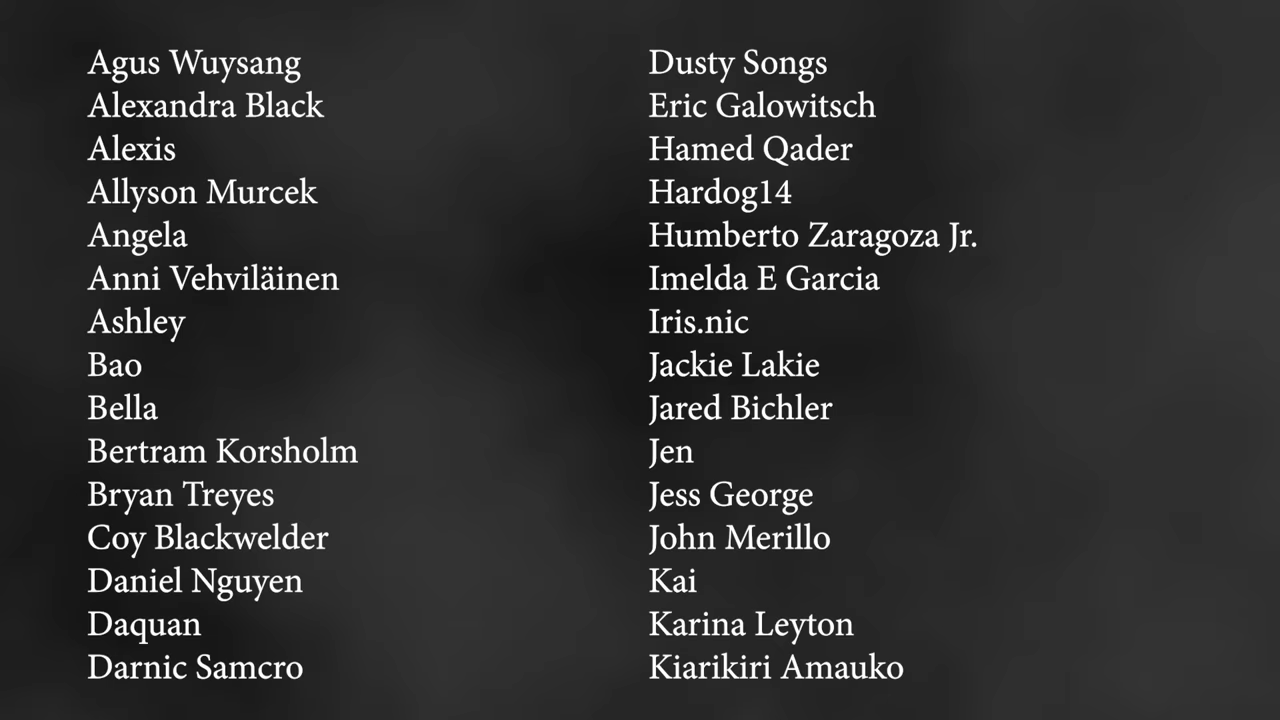 Agus Wuysang
Alexandra Black
Alexis
Allyson Murcek
Angela
Anni Vehviläinen
Ashley
Bao
Bella
Bertram Korsholm
Bryan Treyes
Coy Blackwelder
Daniel Nguyen
Daquan
Darnic Samcro
Dusty Songs
Eric Galowitsch
Hamed Qader
Hardog14
Humberto Zaragoza Jr.
Imelda E Garcia
Iris.nic
Jackie Lakie
Jared Bichler
Jen
Jess George
John Merillo
Kai
Karina Leyton
Kiarikiri Amauko